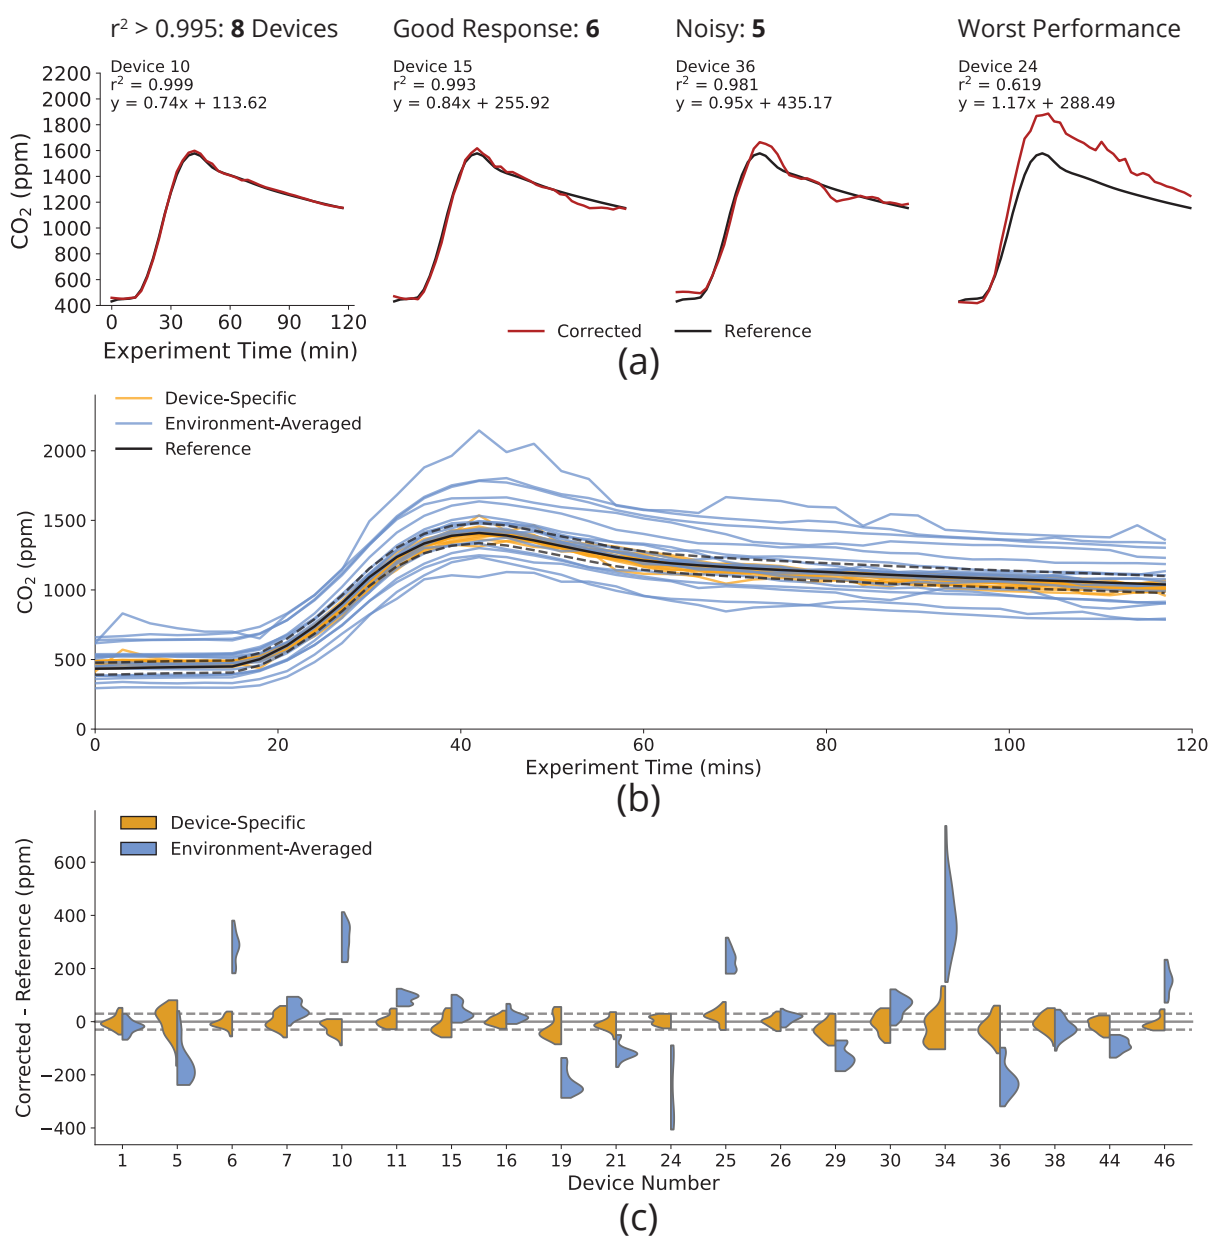 r² > 0.995: 8 Devices
Good Response: 6
Noisy: 5
Worst Performance
Device 10
r² = 0.999
y = 0.74x + 113.62
Device 15
r² = 0.993
y = 0.84x + 255.92
Device 36
r² = 0.981
y = 0.95x + 435.17
Device 24
r² = 0.619
y = 1.17x + 288.49
CO₂ (ppm)
2200
2000
1800
1600
1400
1200
1000
800
600
400
0 30 60 90 120
Experiment Time (min)
Corrected
Reference
(a)
Device-Specific
Environment-Averaged
Reference
CO₂ (ppm)
2000
1500
1000
500
0
0 20 40 60 80 100 120
Experiment Time (mins)
(b)
Device-Specific
Environment-Averaged
Corrected - Reference (ppm)
600
400
200
0
−200
−400
1 5 6 7 10 11 15 16 19 21 24 25 26 29 30 34 36 38 44 46
Device Number
(c)